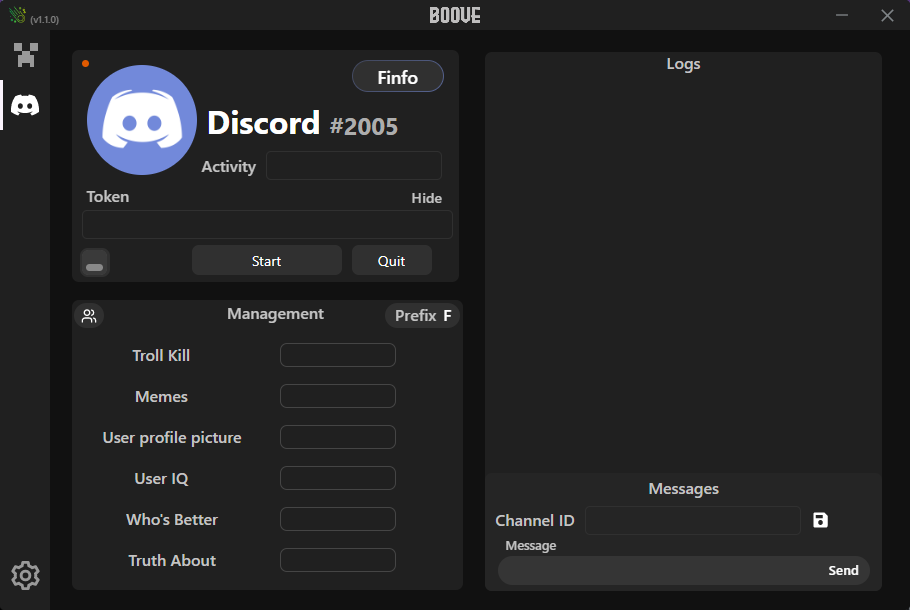 (v1.1.0)
BOOVE
Finfo
Discord #2005
Activity
Token
Hide
Start
Quit
Management
Prefix F
Troll Kill
Memes
User profile picture
User IQ
Who's Better
Truth About
Logs
Messages
Channel ID
Message
Send